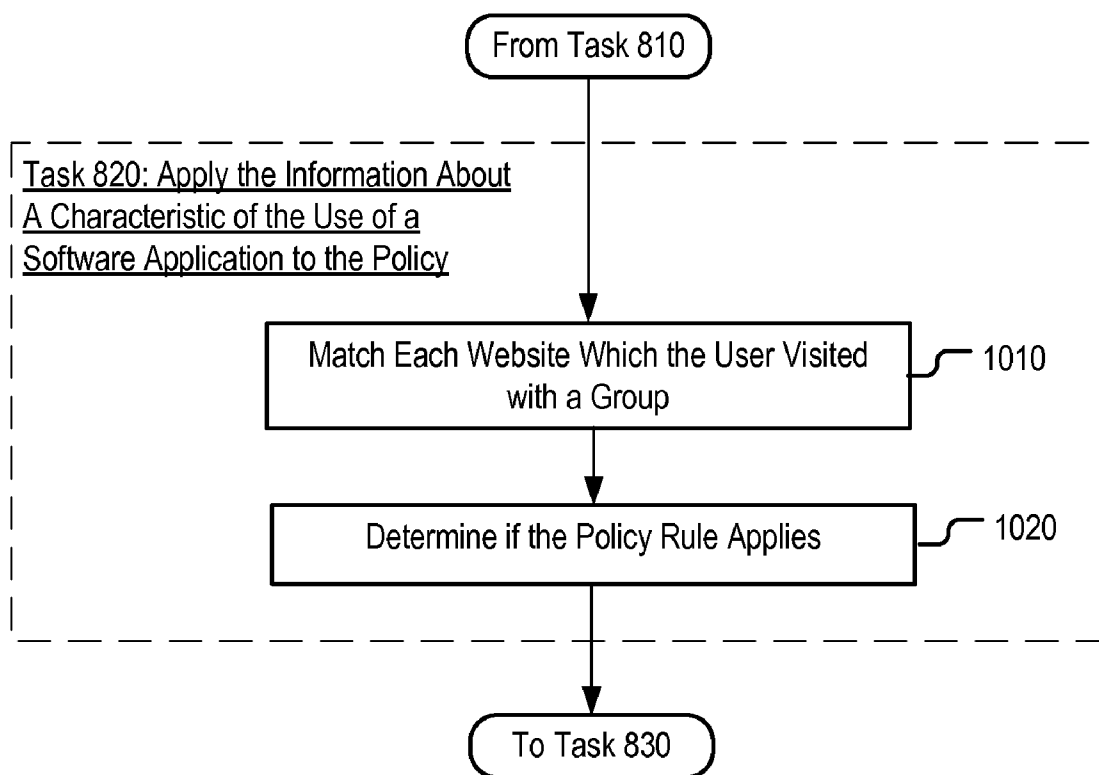 From Task 810
Task 820: Apply the Information About
A Characteristic of the Use of a
Software Application to the Policy
Match Each Website Which the User Visited
with a Group
1010
Determine if the Policy Rule Applies
1020
To Task 830